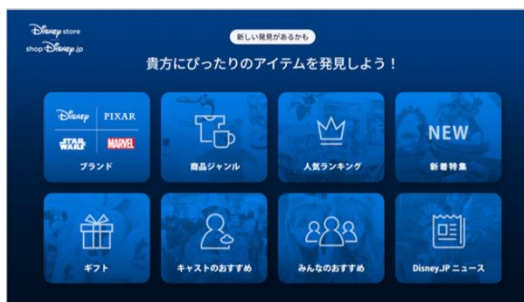 Disney store
shop Disney.jp
新しい発見があるかも
貴方にぴったりのアイテムを発見しよう！
Disney PIXAR
STAR WARS MARVEL
NEW
ブランド 商品ジャンル 人気ランキング 新着特集
ギフト キャストのおすすめ みんなのおすすめ Disney.JP ニュース